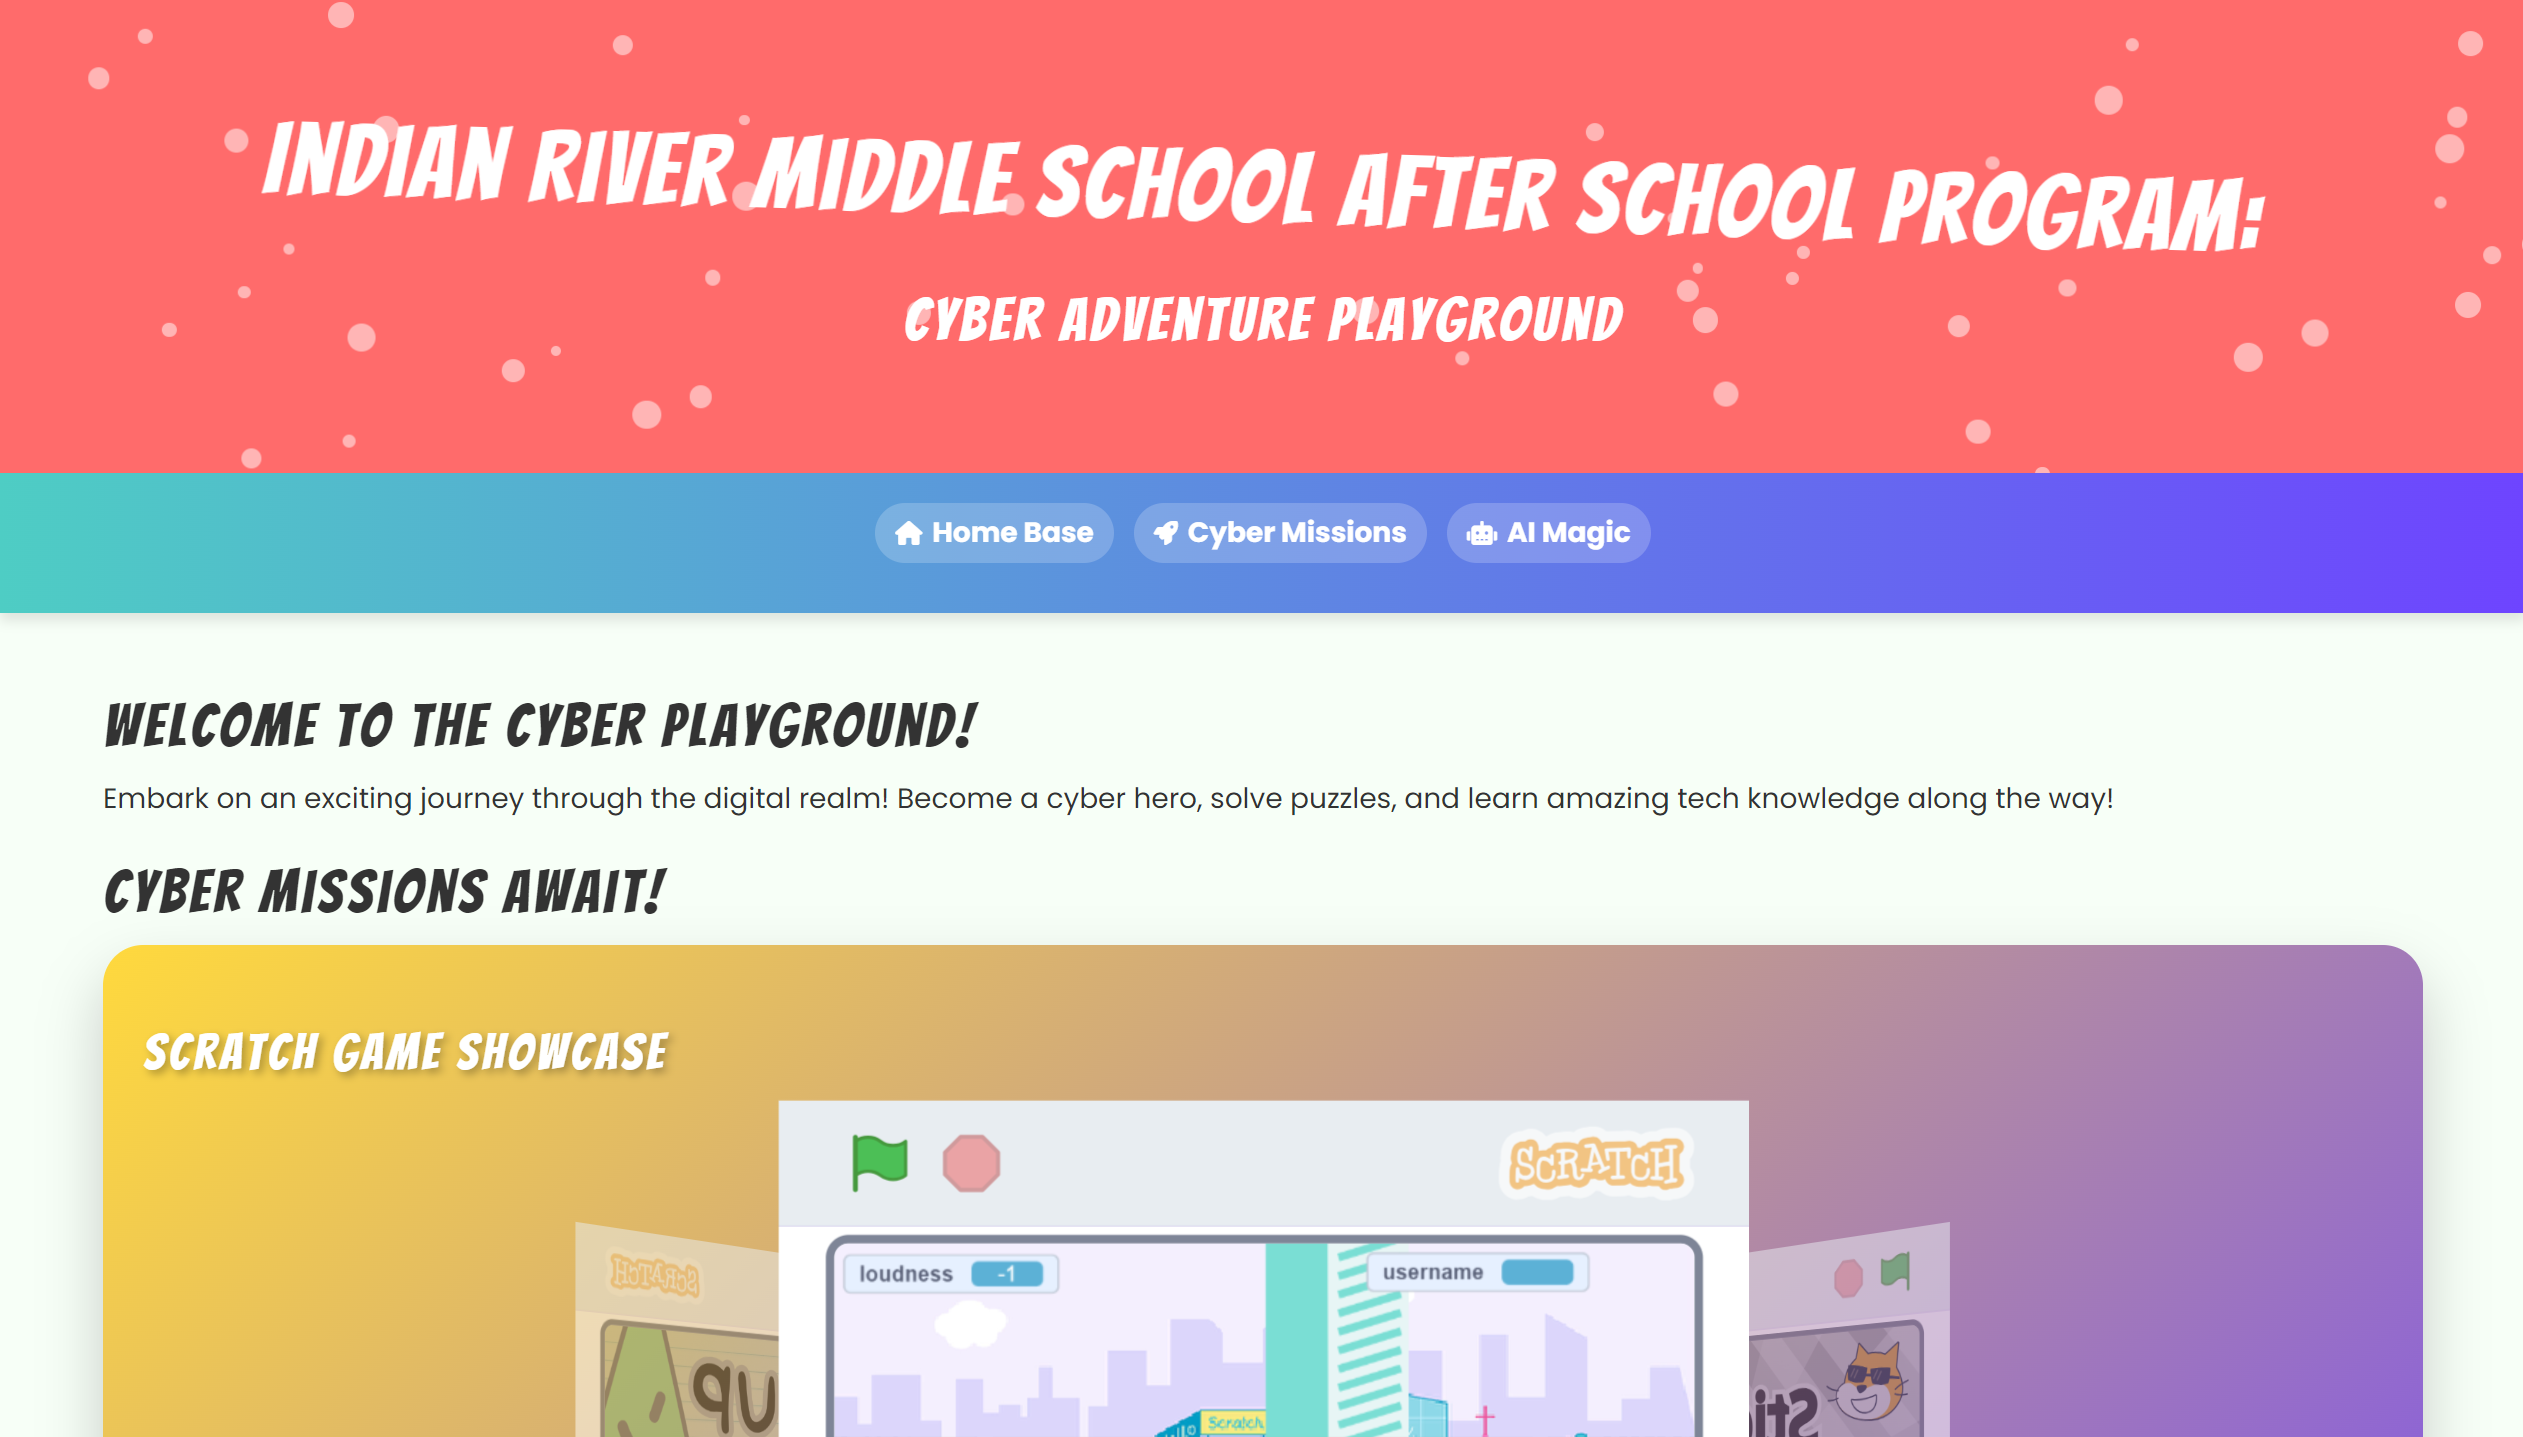 INDIAN RIVER MIDDLE SCHOOL AFTER SCHOOL PROGRAM:
CYBER ADVENTURE PLAYGROUND
Home Base
Cyber Missions
AI Magic
WELCOME TO THE CYBER PLAYGROUND!
Embark on an exciting journey through the digital realm! Become a cyber hero, solve puzzles, and learn amazing tech knowledge along the way!
CYBER MISSIONS AWAIT!
SCRATCH GAME SHOWCASE
SCRATCH
loudness -1
username
SCRATCH
Scratch